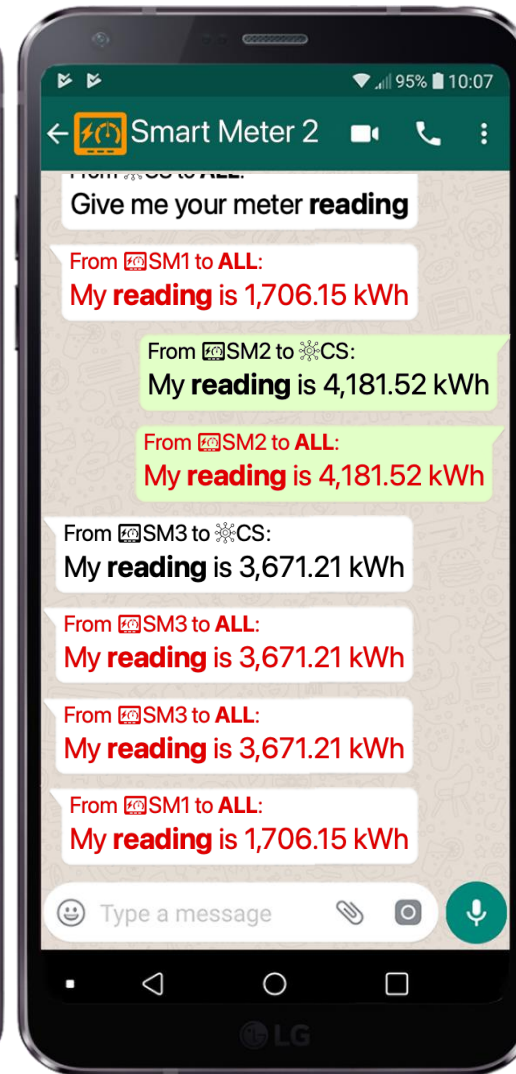 95% 10:07
Smart Meter 2
From CS to ALL:
Give me your meter reading
From SM1 to ALL:
My reading is 1,706.15 kWh
From SM2 to CS:
My reading is 4,181.52 kWh
From SM2 to ALL:
My reading is 4,181.52 kWh
From SM3 to CS:
My reading is 3,671.21 kWh
From SM3 to ALL:
My reading is 3,671.21 kWh
From SM3 to ALL:
My reading is 3,671.21 kWh
From SM1 to ALL:
My reading is 1,706.15 kWh
Type a message
LG